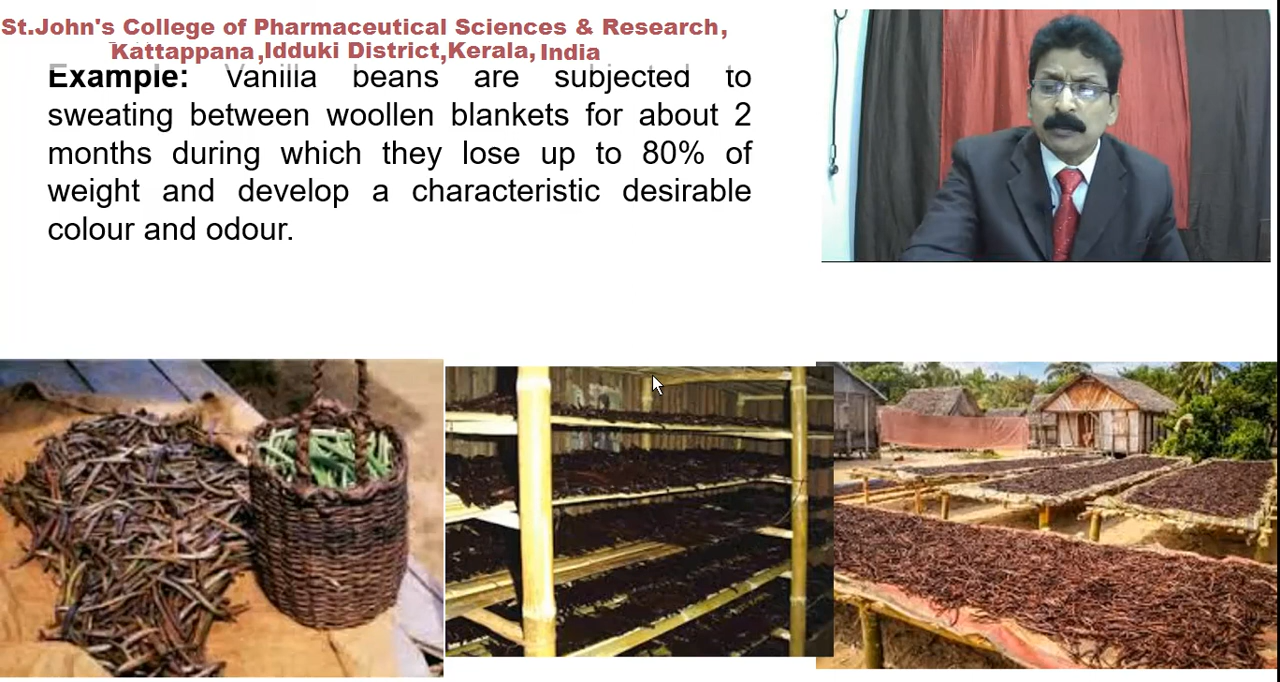 St.John's College of Pharmaceutical Sciences & Research,
Kattappana ,Idduki District,Kerala, India
Example: Vanilla beans are subjected to
sweating between woollen blankets for about 2
months during which they lose up to 80% of
weight and develop a characteristic desirable
colour and odour.